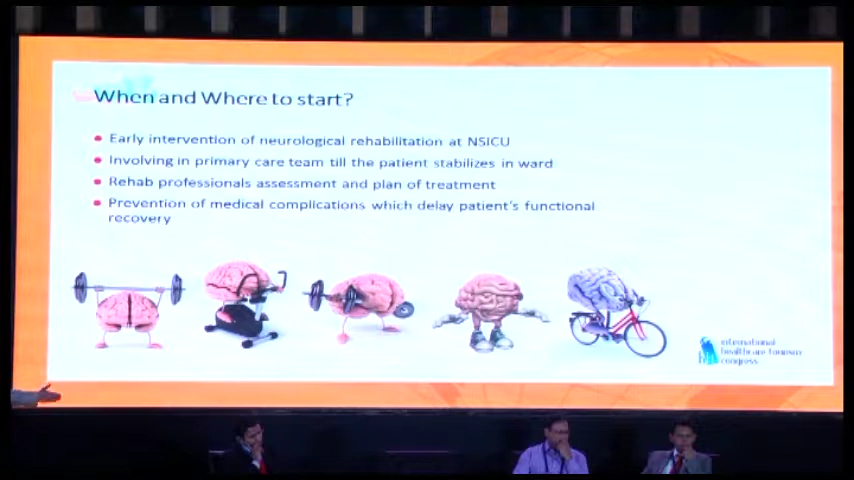 When and Where to start?
Early intervention of neurological rehabilitation at NSICU
Involving in primary care team till the patient stabilizes in ward
Rehab professionals assessment and plan of treatment
Prevention of medical complications which delay patient's functional
recovery
international
healthcare tourism
congress